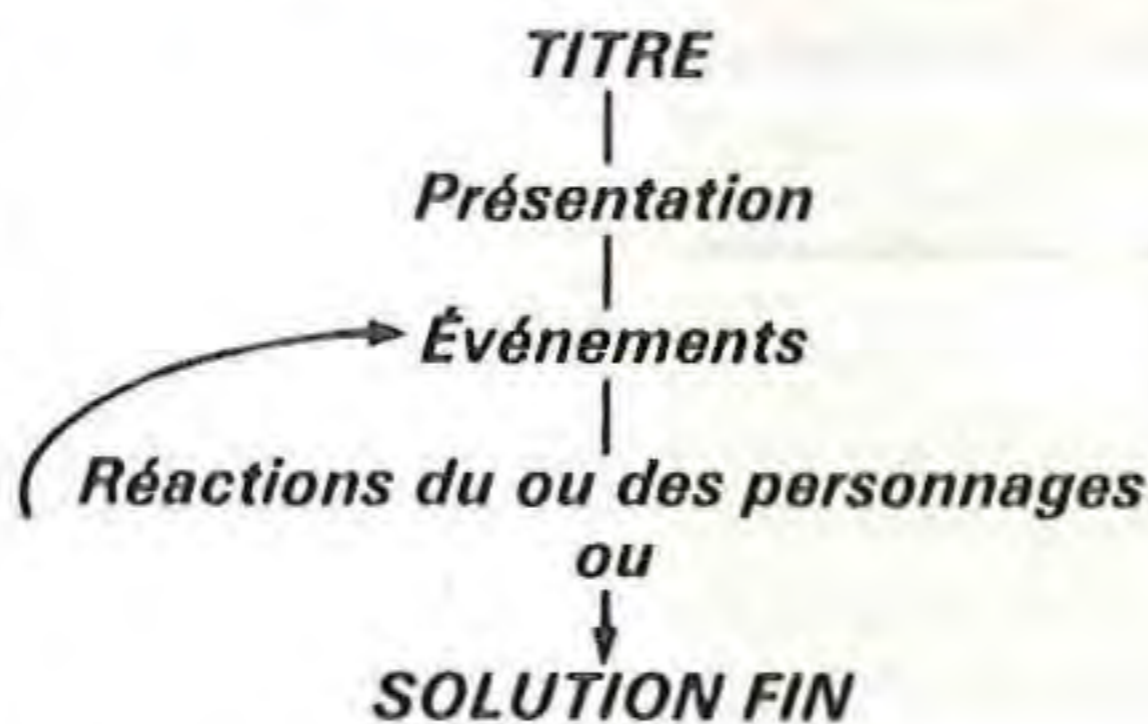 TITRE
Présentation
Événements
Réactions du ou des personnages
ou
SOLUTION FIN